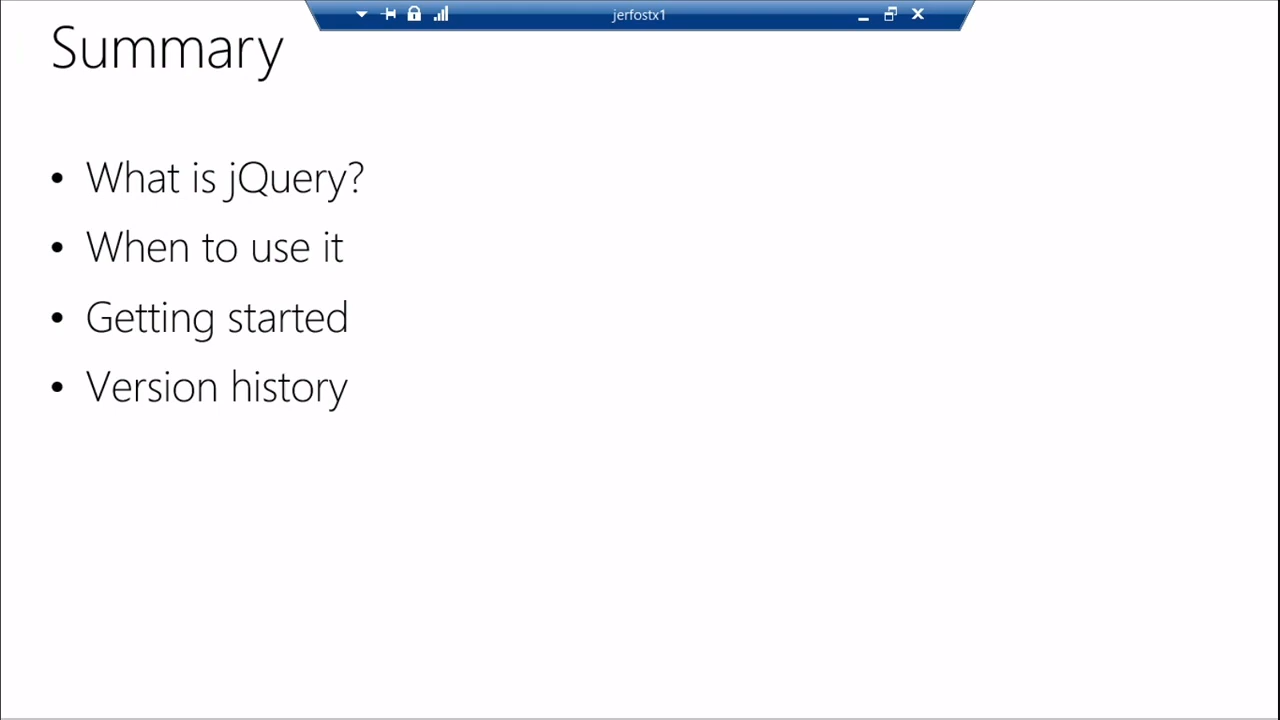 jerfostx1
Summary
• What is jQuery?
• When to use it
• Getting started
• Version history